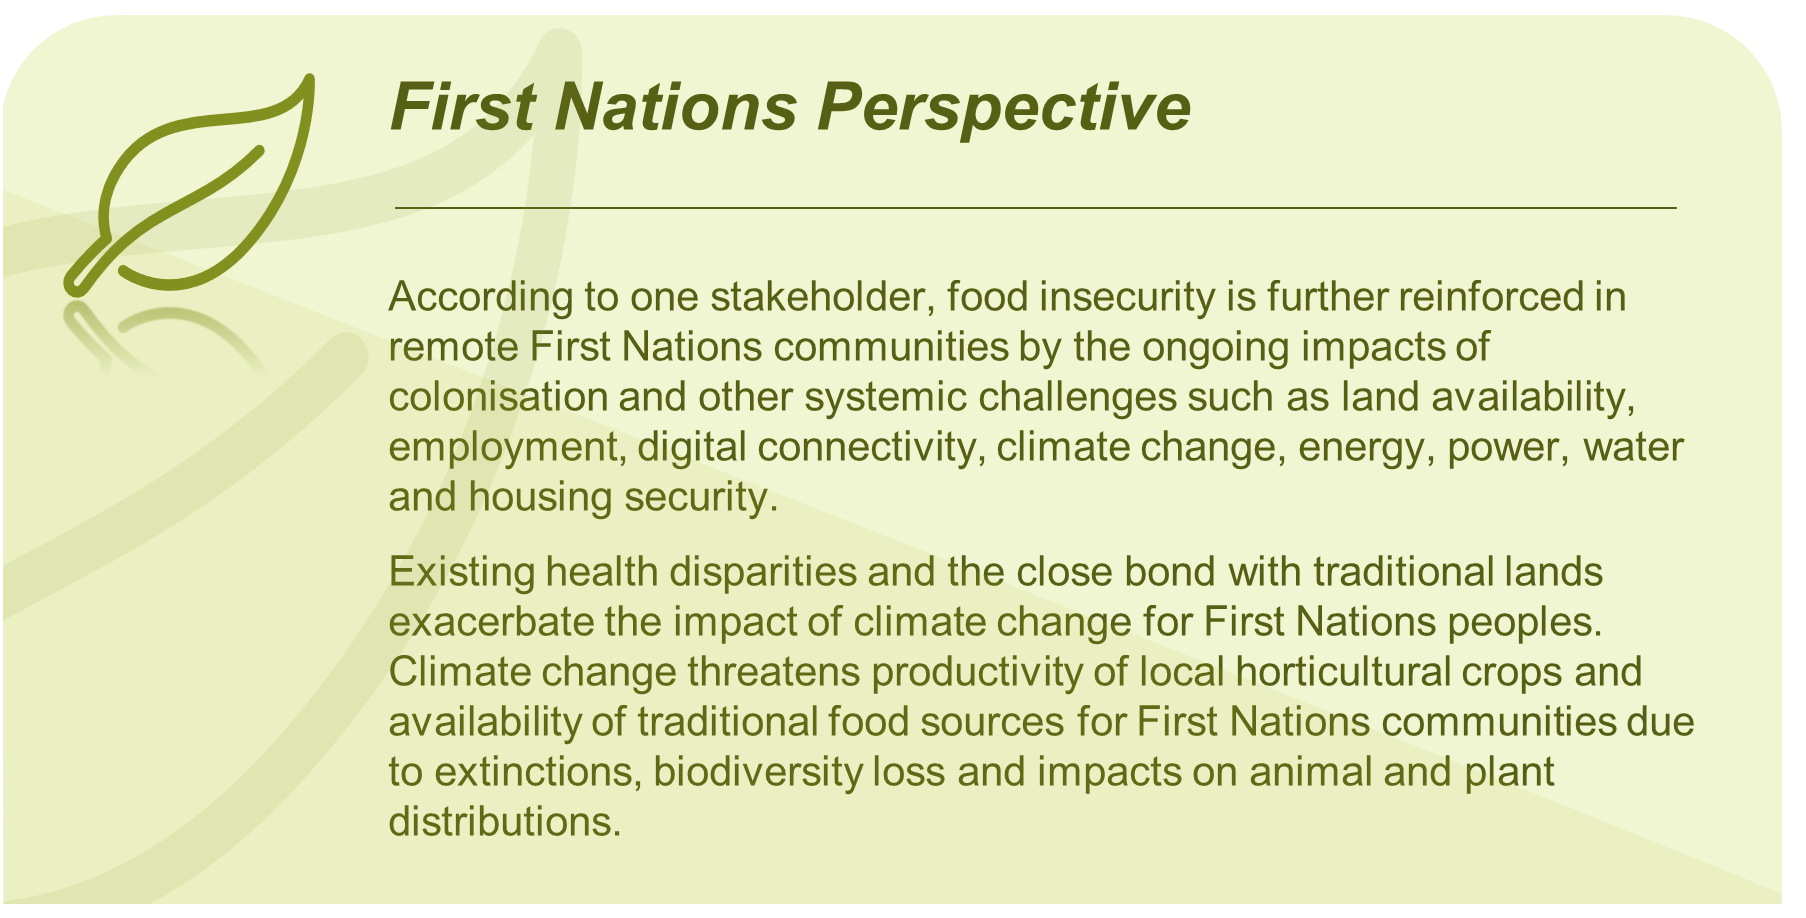 First Nations Perspective
According to one stakeholder, food insecurity is further reinforced in
remote First Nations communities by the ongoing impacts of
colonisation and other systemic challenges such as land availability,
employment, digital connectivity, climate change, energy, power, water
and housing security.
Existing health disparities and the close bond with traditional lands
exacerbate the impact of climate change for First Nations peoples.
Climate change threatens productivity of local horticultural crops and
availability of traditional food sources for First Nations communities due
to extinctions, biodiversity loss and impacts on animal and plant
distributions.